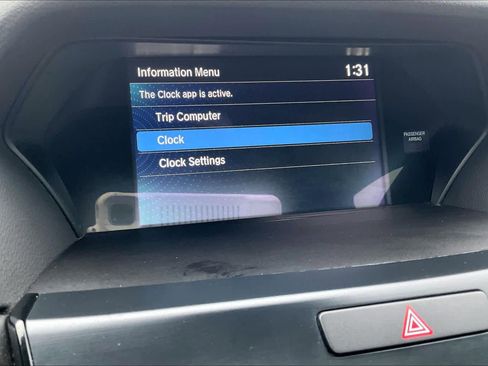 Information Menu 1:31
The Clock app is active.
Trip Computer
Clock
Clock Settings
PASSENGER
AIRBAG